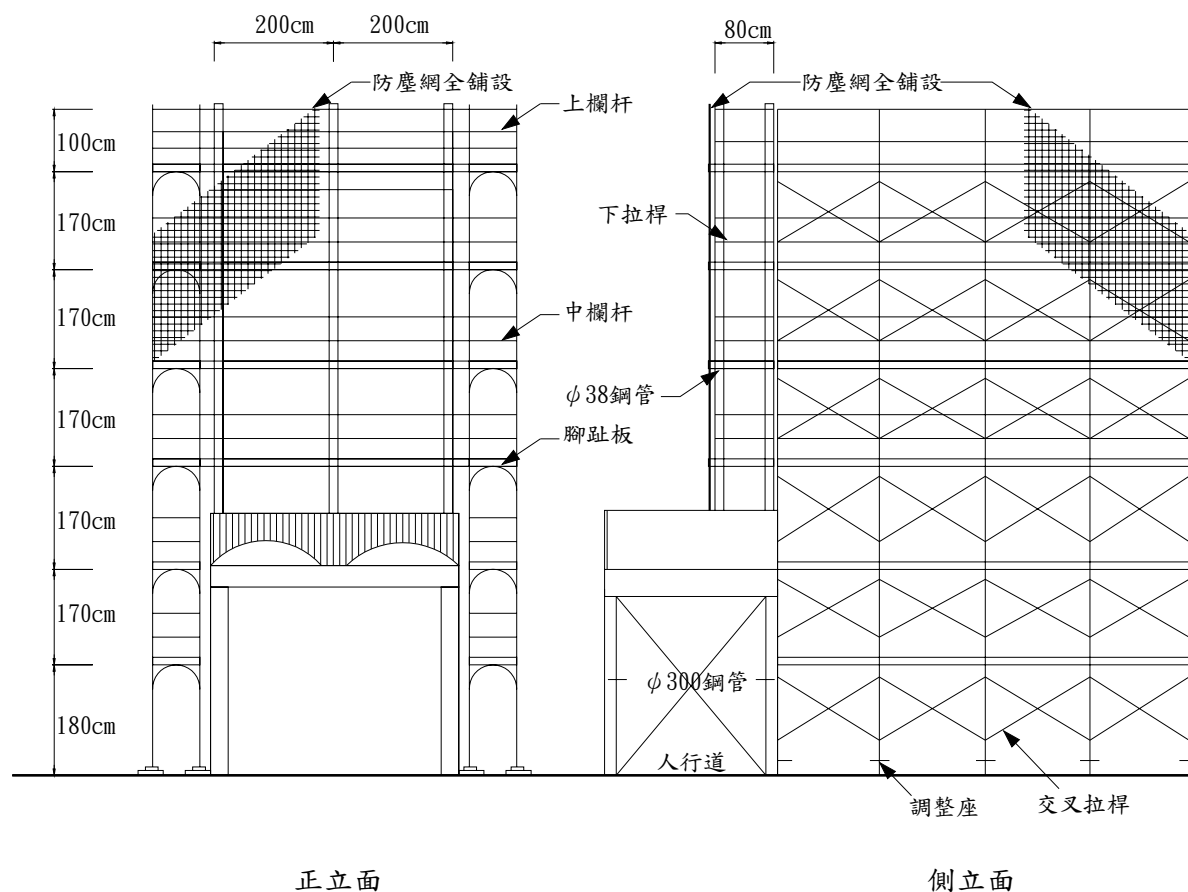 200cm
200cm
80cm
防塵網全舖設
防塵網全舖設
上欄杆
100cm
170cm
下拉桿
170cm
中欄杆
170cm
φ38鋼管
腳趾板
170cm
170cm
180cm
φ300鋼管
人行道
調整座
交叉拉桿
正立面
側立面